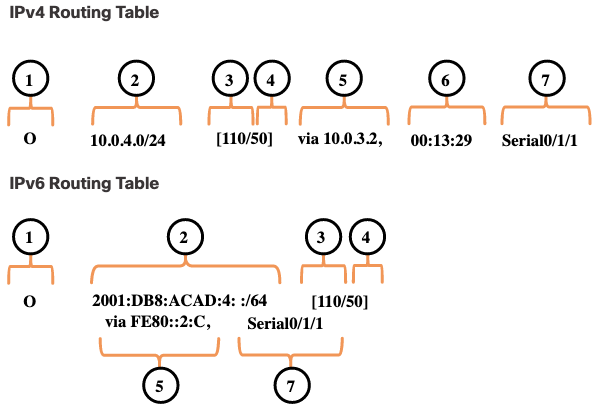 IPv4 Routing Table
1 2 3 4 5 6 7
O 10.0.4.0/24 [110/50] via 10.0.3.2, 00:13:29 Serial0/1/1
IPv6 Routing Table
1 2 3 4
O 2001:DB8:ACAD:4: :/64 [110/50]
via FE80::2:C, Serial0/1/1
5 7